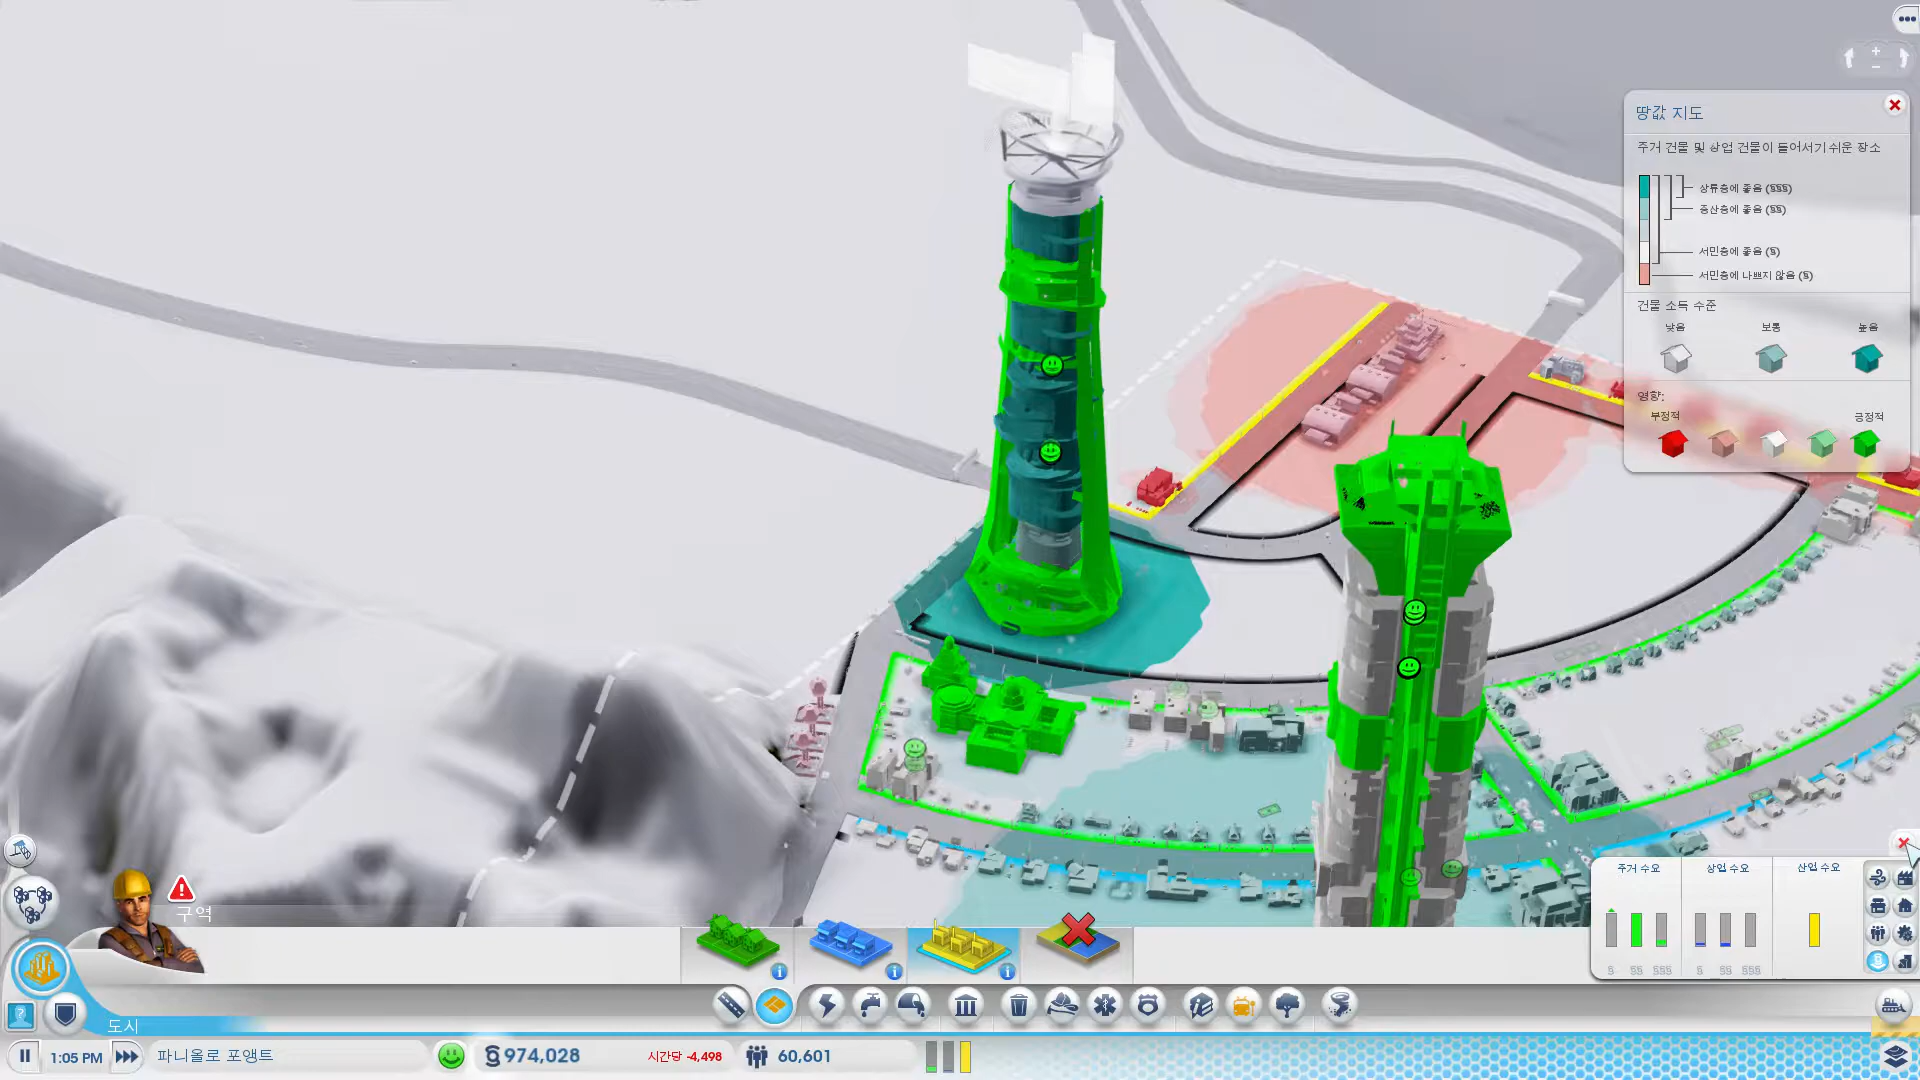 땅값 지도
주거 건물 및 상업 건물이 들어서기 쉬운 장소
상류층에 좋음 (§§§)
중산층에 좋음 (§§)
서민층에 좋음 (§)
서민층에 나쁘지 않음 (§)
건물 소득 수준
낮음 보통 높음
영향:
부정적 긍정적
구역
주거 수요 상업 수요 산업 수요
§ §§ §§§ § §§ §§§
도시
1:05 PM 파니올로 포앵트 974,028 시간당 -4,498 60,601